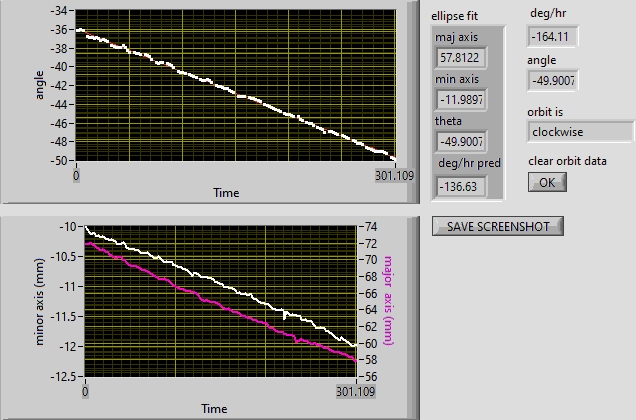 -34
-36
-38
-40
-42
-44
-46
-48
-50
angle
0
301.109
Time
ellipse fit
maj axis
57.8122
min axis
-11.9897
theta
-49.9007
deg/hr pred
-136.63
deg/hr
-164.11
angle
-49.9007
orbit is
clockwise
clear orbit data
OK
SAVE SCREENSHOT
-10
-10.5
-11
-11.5
-12
-12.5
minor axis (mm)
74
72
70
68
66
64
62
60
58
56
major axis (mm)
0
301.109
Time